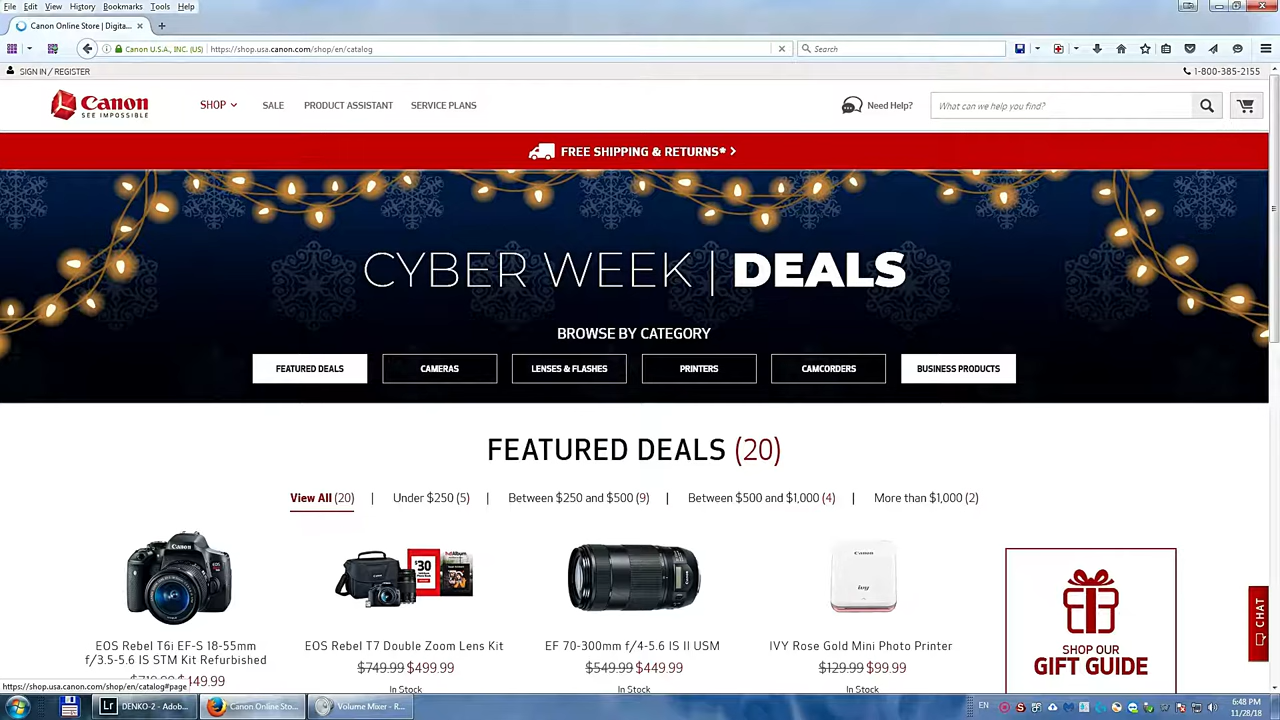 File Edit View History Bookmarks Tools Help
Canon Online Store | Digita...
Canon U.S.A., INC. (US) https://shop.usa.canon.com/shop/en/catalog
Search
SIGN IN / REGISTER
1-800-385-2155
Canon
SEE IMPOSSIBLE
SHOP SALE PRODUCT ASSISTANT SERVICE PLANS
Need Help?
What can we help you find?
FREE SHIPPING & RETURNS* >
CYBER WEEK | DEALS
BROWSE BY CATEGORY
FEATURED DEALS CAMERAS LENSES & FLASHES PRINTERS CAMCORDERS BUSINESS PRODUCTS
FEATURED DEALS (20)
View All (20) | Under $250 (5) | Between $250 and $500 (9) | Between $500 and $1,000 (4) | More than $1,000 (2)
Canon
$30
Canon
ivy
EOS Rebel T6i EF-S 18-55mm
f/3.5-5.6 IS STM Kit Refurbished
EOS Rebel T7 Double Zoom Lens Kit
$749.99 $499.99
In Stock
EF 70-300mm f/4-5.6 IS II USM
$549.99 $449.99
In Stock
IVY Rose Gold Mini Photo Printer
$129.99 $99.99
In Stock
SHOP OUR
GIFT GUIDE
CHAT
https://shop.usa.canon.com/shop/en/catalog#page
DENKO-2 - Adob...
Canon Online Sto...
Volume Mixer - R...
EN
6:48 PM
11/28/18